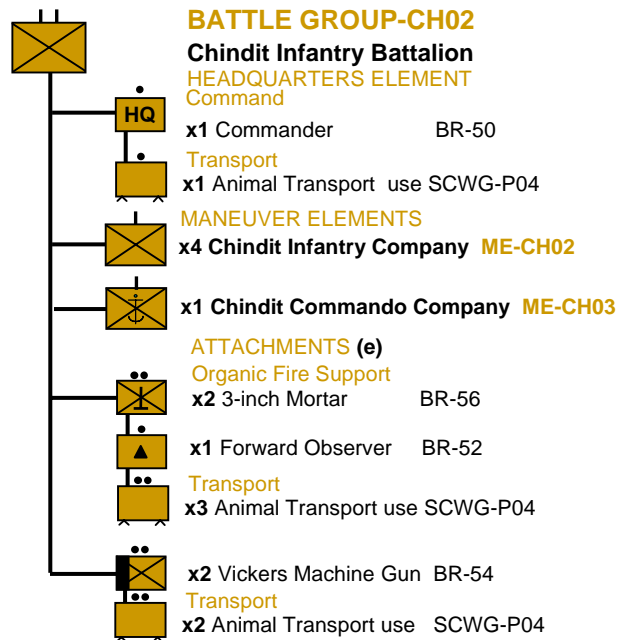 BATTLE GROUP-CH02
Chindit Infantry Battalion
HEADQUARTERS ELEMENT
Command
HQ
x1 Commander BR-50
Transport
x1 Animal Transport use SCWG-P04
MANEUVER ELEMENTS
x4 Chindit Infantry Company ME-CH02
x1 Chindit Commando Company ME-CH03
ATTACHMENTS (e)
Organic Fire Support
x2 3-inch Mortar BR-56
x1 Forward Observer BR-52
Transport
x3 Animal Transport use SCWG-P04
x2 Vickers Machine Gun BR-54
Transport
x2 Animal Transport use SCWG-P04